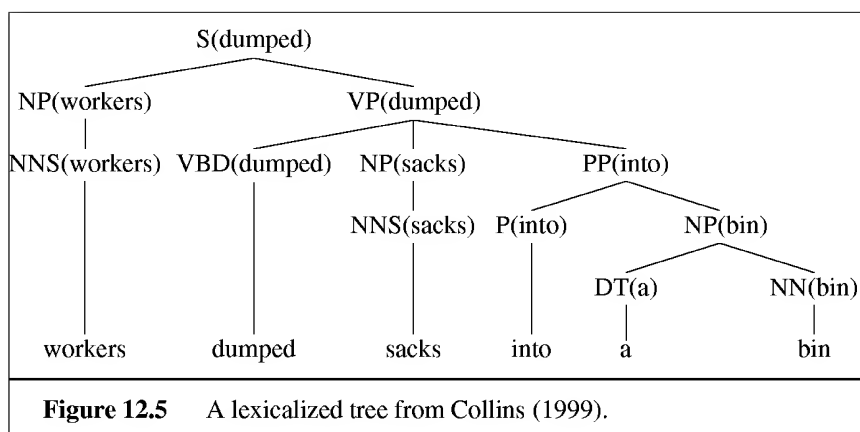 S(dumped)
NP(workers) VP(dumped)
NNS(workers) VBD(dumped) NP(sacks) PP(into)
NNS(sacks) P(into) NP(bin)
DT(a) NN(bin)
workers dumped sacks into a bin
Figure 12.5 A lexicalized tree from Collins (1999).